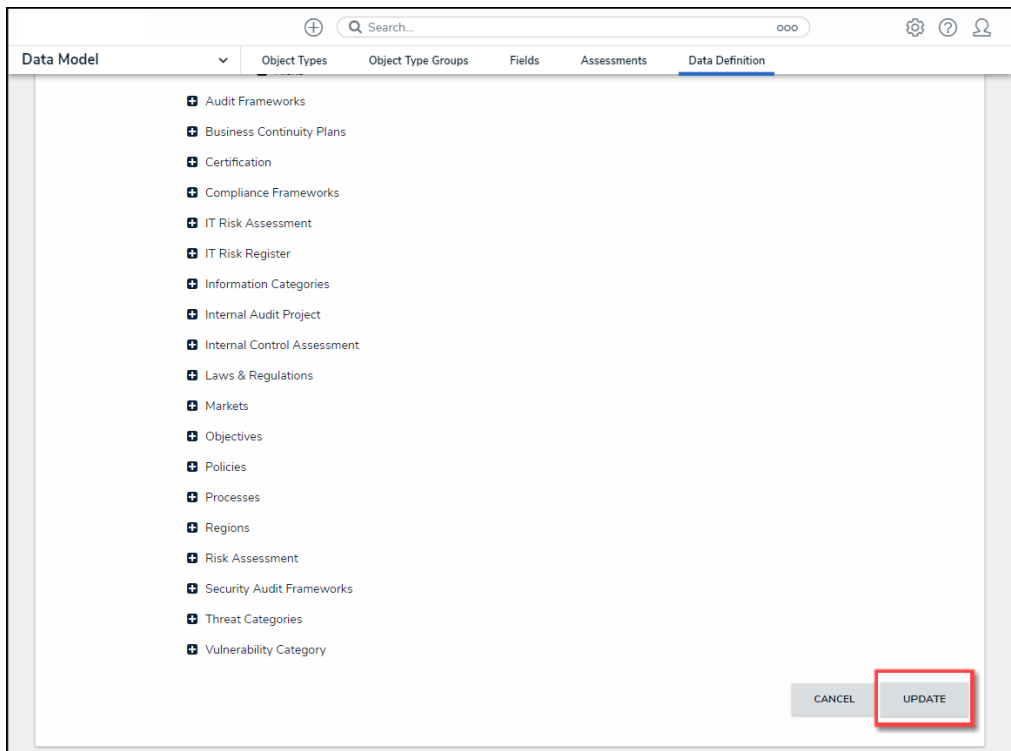 Search...
ooo
Data Model
Object Types
Object Type Groups
Fields
Assessments
Data Definition
Audit Frameworks
Business Continuity Plans
Certification
Compliance Frameworks
IT Risk Assessment
IT Risk Register
Information Categories
Internal Audit Project
Internal Control Assessment
Laws & Regulations
Markets
Objectives
Policies
Processes
Regions
Risk Assessment
Security Audit Frameworks
Threat Categories
Vulnerability Category
CANCEL
UPDATE